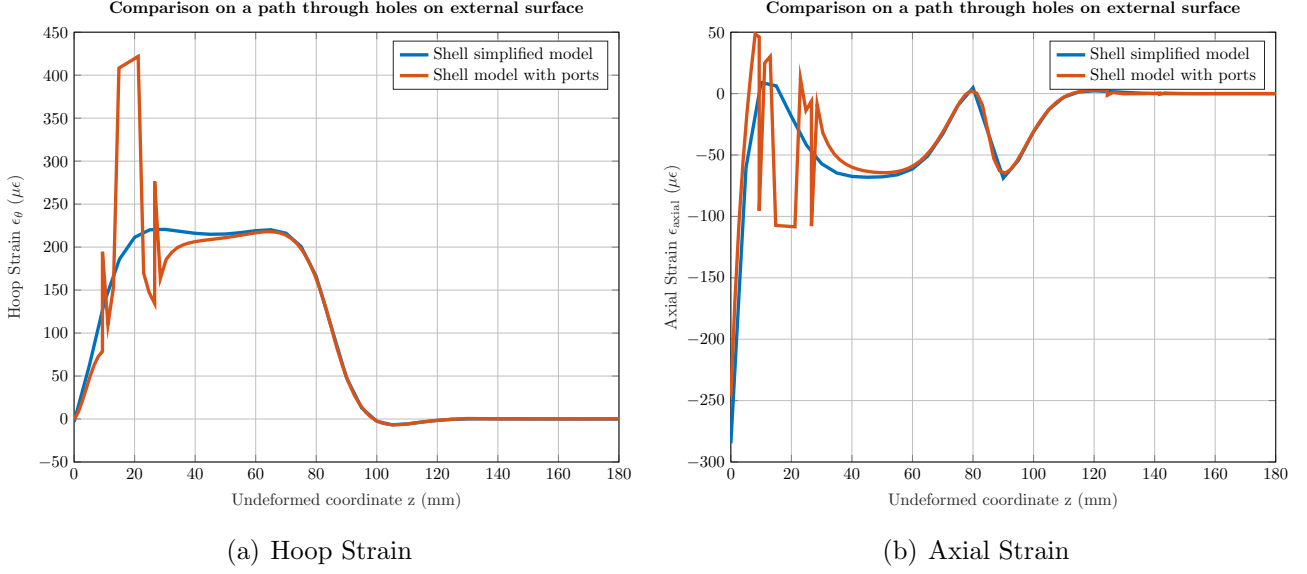 Comparison on a path through holes on external surface
450
400
350
300
250
200
150
100
50
0
−50
Hoop Strain ϵθ (μϵ)
Shell simplified model
Shell model with ports
0 20 40 60 80 100 120 140 160 180
Undeformed coordinate z (mm)
(a) Hoop Strain
Comparison on a path through holes on external surface
50
0
−50
−100
−150
−200
−250
−300
Axial Strain ϵaxial (μϵ)
Shell simplified model
Shell model with ports
0 20 40 60 80 100 120 140 160 180
Undeformed coordinate z (mm)
(b) Axial Strain